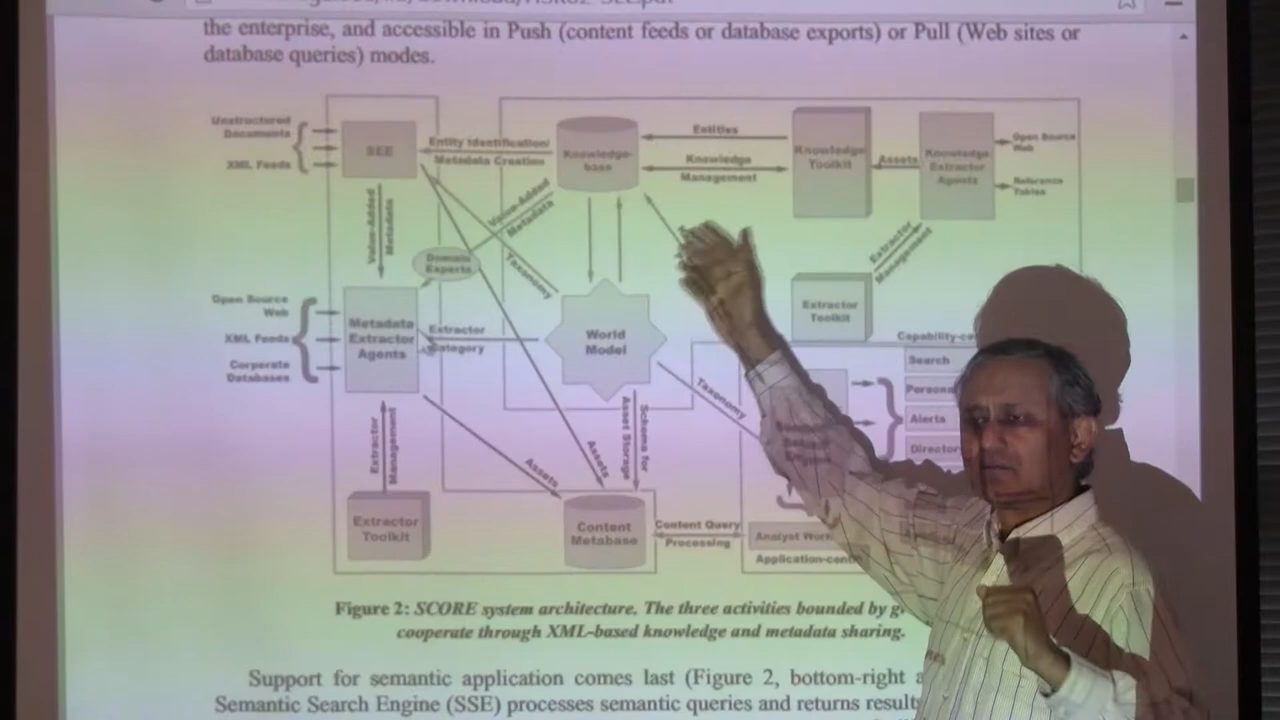 the enterprise, and accessible in Push (content feeds or database exports) or Pull (Web sites or
database queries) modes.
Unstructured
Documents
XML Feeds
SEE
Entity Identification/
Metadata Creation
Knowledge-
base
Entities
Knowledge
Management
Knowledge
Toolkit
Assets
Knowledge
Extractor
Agents
Open Source
Web
Reference
Tables
Value-Added
Metadata
Domain
Experts
Value-Added
Metadata
Taxonomy
Extractor
Management
Extractor
Toolkit
Open Source
Web
XML Feeds
Corporate
Databases
Metadata
Extractor
Agents
Extractor
Category
World
Model
Taxonomy
Search
Alerts
Extractor
Management
Assets
Assets
Schema for
Asset Storage
Extractor
Toolkit
Content
Metabase
Content Query
Processing
Analyst
Figure 2: SCORE system architecture. The three activities bounded by
cooperate through XML-based knowledge and metadata sharing.
Support for semantic application comes last (Figure 2, bottom-right
Semantic Search Engine (SSE) processes semantic queries and returns